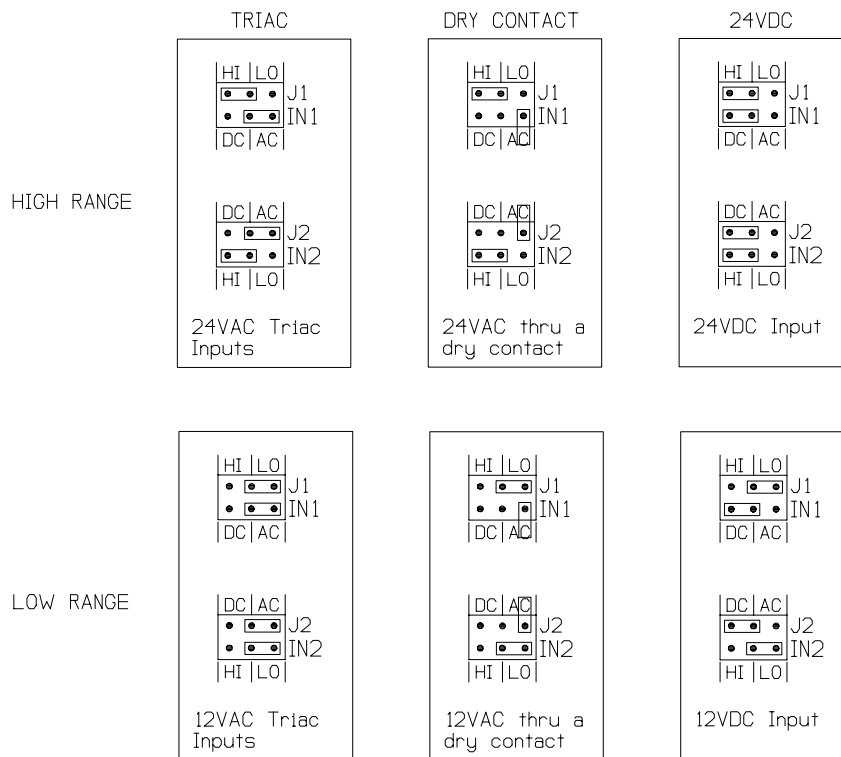 TRIAC DRY CONTACT 24VDC
HI LO HI LO HI LO
J1 J1 J1
IN1 IN1 IN1
DC AC DC AC DC AC
HIGH RANGE
DC AC DC AC DC AC
J2 J2 J2
IN2 IN2 IN2
HI LO HI LO HI LO
24VAC Triac 24VAC thru a 24VDC Input
Inputs dry contact
HI LO HI LO HI LO
J1 J1 J1
IN1 IN1 IN1
DC AC DC AC DC AC
LOW RANGE
DC AC DC AC DC AC
J2 J2 J2
IN2 IN2 IN2
HI LO HI LO HI LO
12VAC Triac 12VAC thru a 12VDC Input
Inputs dry contact